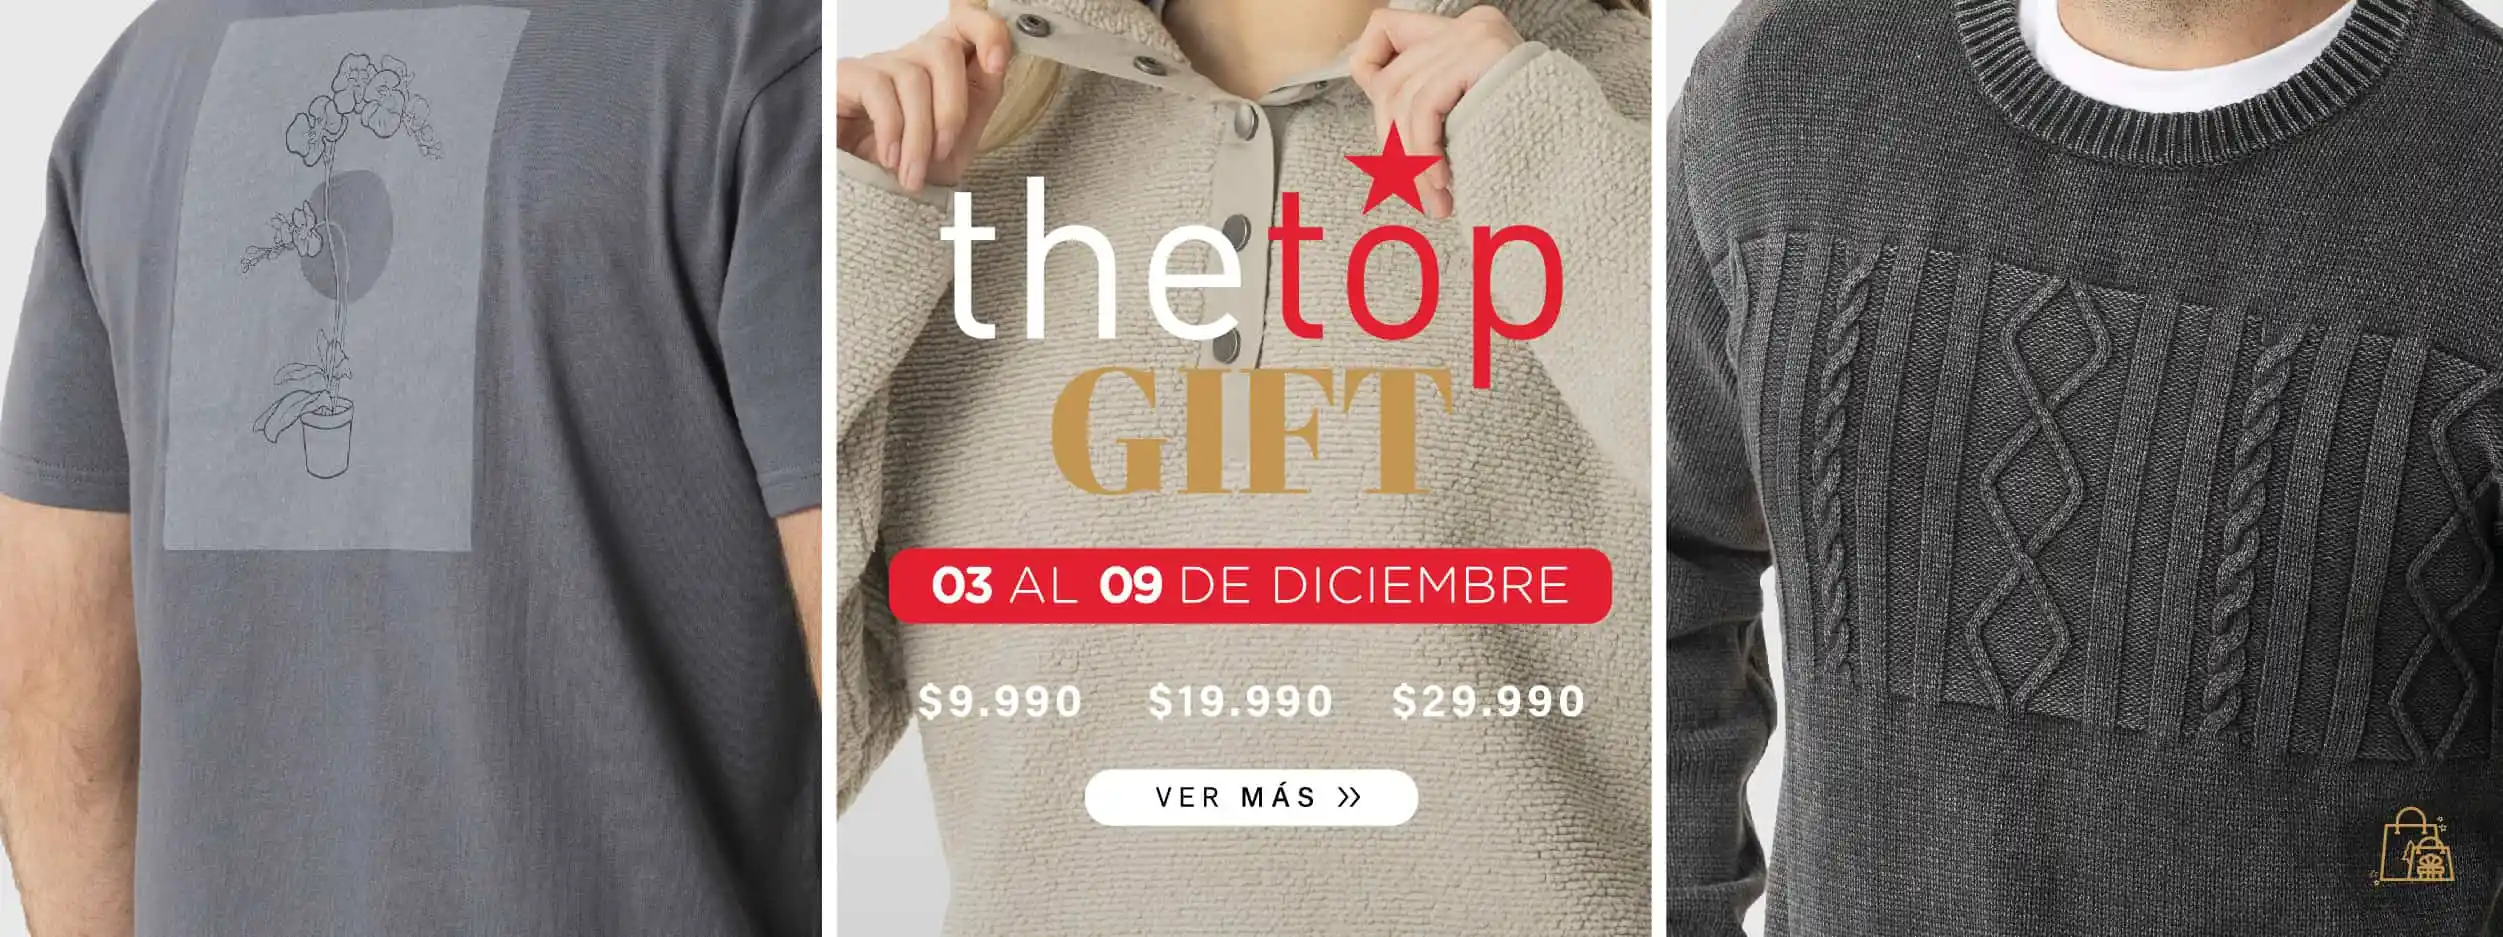 thetop
GIFT
03 AL 09 DE DICIEMBRE
$9.990 $19.990 $29.990
VER MÁS »